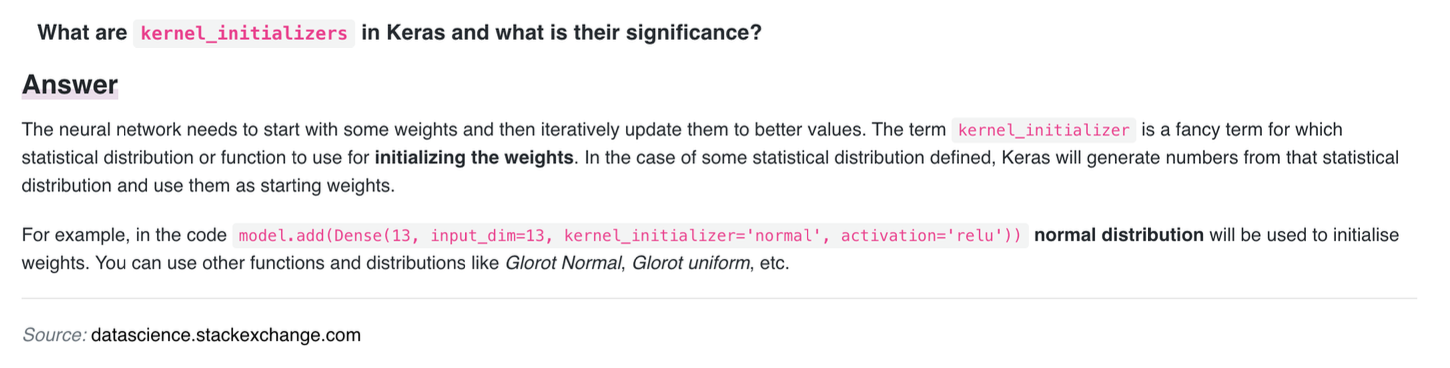 What are kernel_initializers in Keras and what is their significance?
Answer
The neural network needs to start with some weights and then iteratively update them to better values. The term kernel_initializer is a fancy term for which
statistical distribution or function to use for initializing the weights. In the case of some statistical distribution defined, Keras will generate numbers from that statistical
distribution and use them as starting weights.
For example, in the code model.add(Dense(13, input_dim=13, kernel_initializer='normal', activation='relu')) normal distribution will be used to initialise
weights. You can use other functions and distributions like Glorot Normal, Glorot uniform, etc.
Source: datascience.stackexchange.com